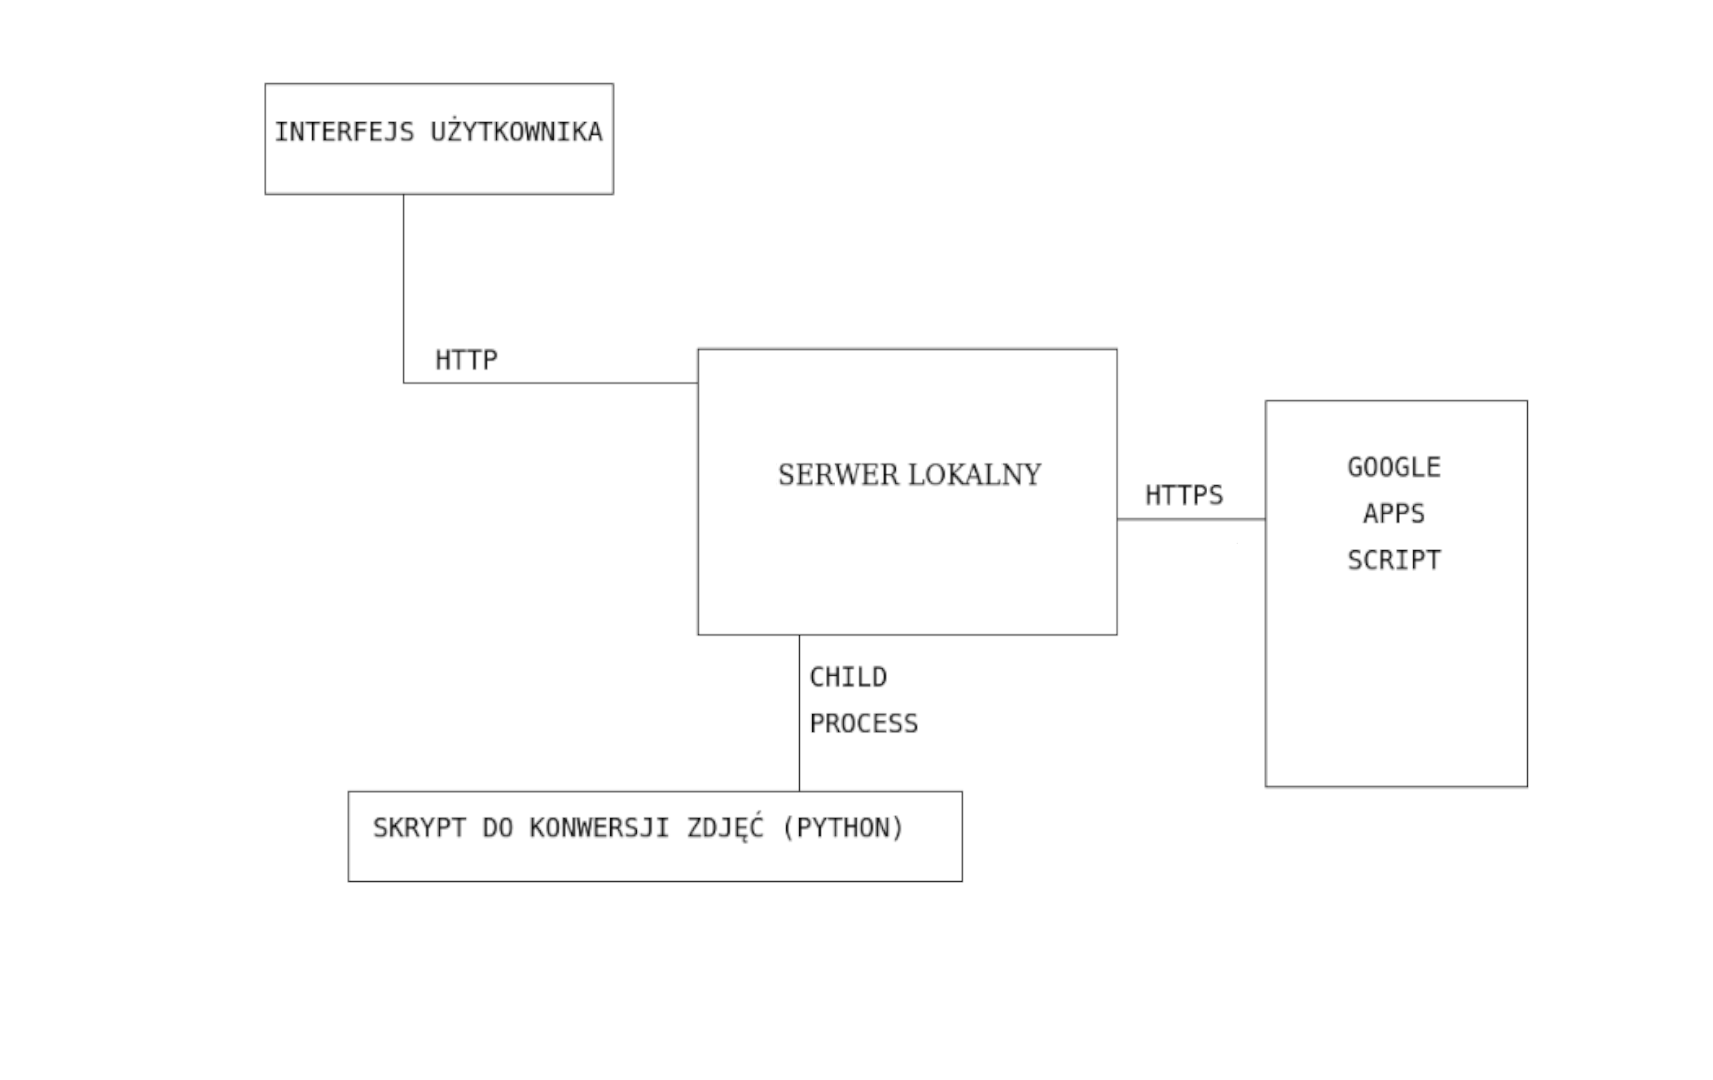 INTERFEJS UŻYTKOWNIKA
HTTP
SERWER LOKALNY
HTTPS
GOOGLE
APPS
SCRIPT
CHILD
PROCESS
SKRYPT DO KONWERSJI ZDJĘĆ (PYTHON)